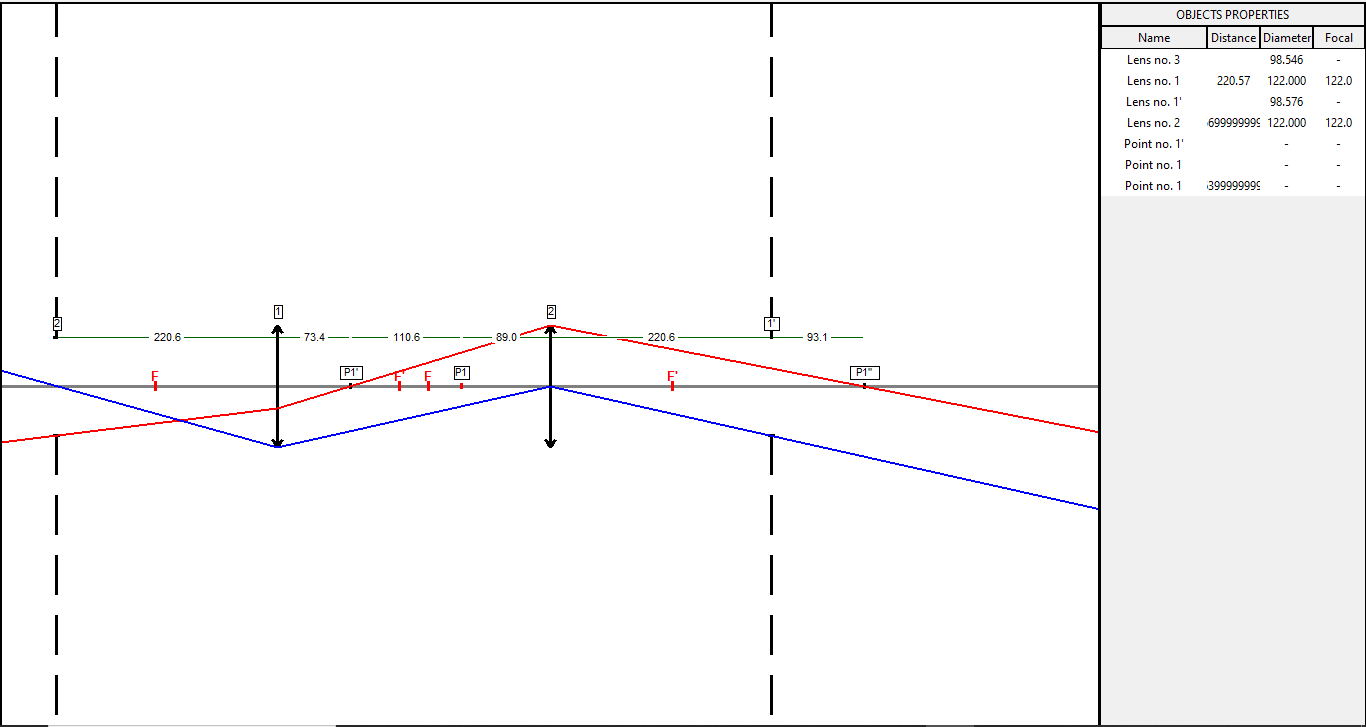 OBJECTS PROPERTIES
Name Distance Diameter Focal
Lens no. 3 98.546 -
Lens no. 1 220.57 122.000 122.0
Lens no. 1' 98.576 -
Lens no. 2 699999999 122.000 122.0
Point no. 1' - -
Point no. 1 - -
Point no. 1 399999999 - -
1 2
2 1'
220.6 73.4 110.6 89.0 220.6 93.1
P1' P1 P1"
F F' F F'